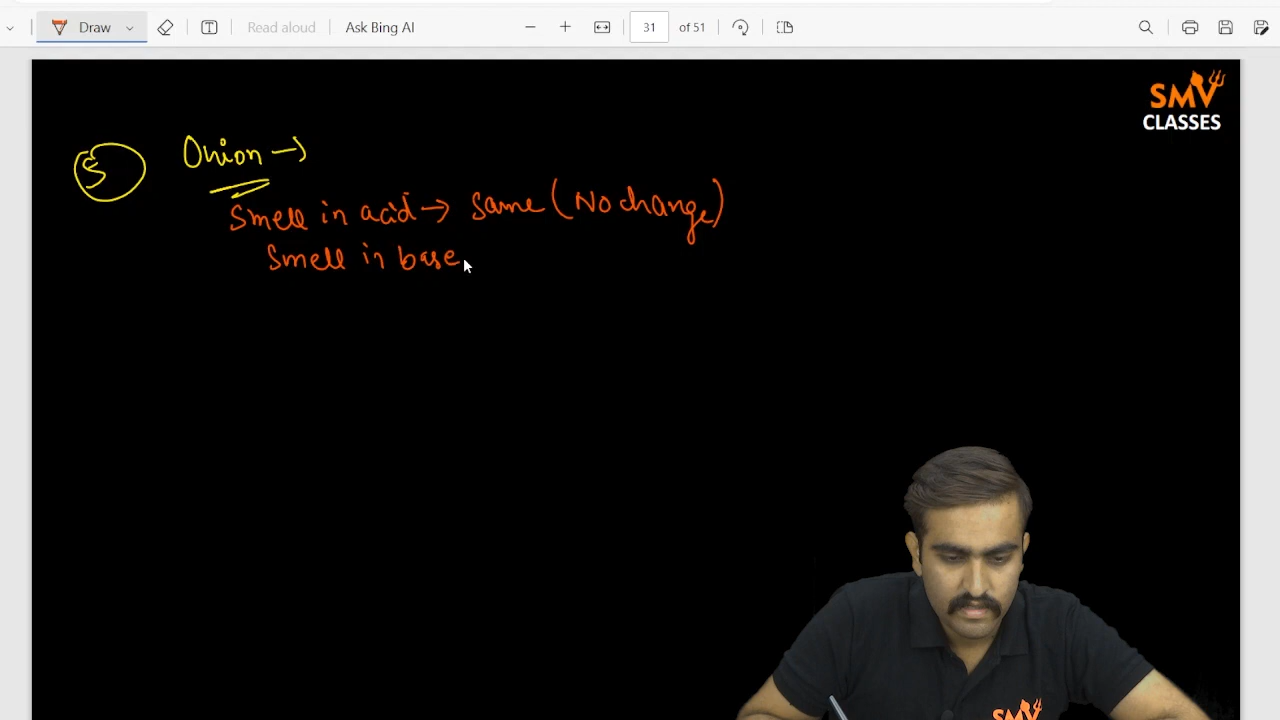 Draw
Read aloud
Ask Bing AI
31 of 51
SMV
CLASSES
5 Onion →
Smell in acid → Same (No change)
Smell in base
SMV